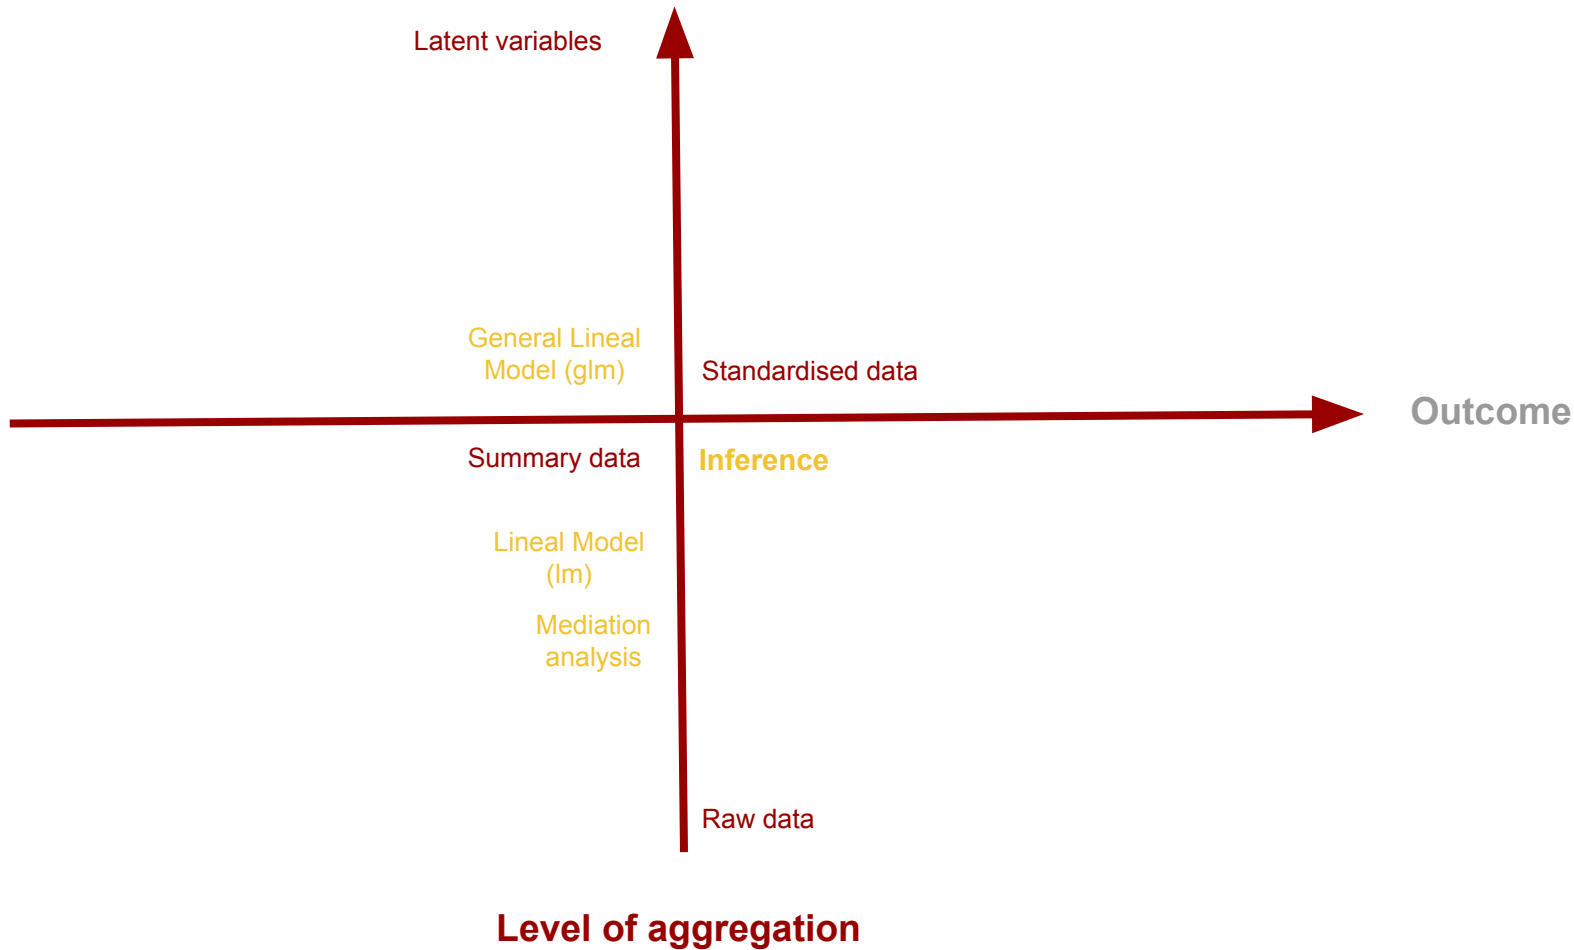 Latent variables
General Lineal
Model (glm)
Standardised data
Outcome
Summary data
Inference
Lineal Model
(lm)
Mediation
analysis
Raw data
Level of aggregation